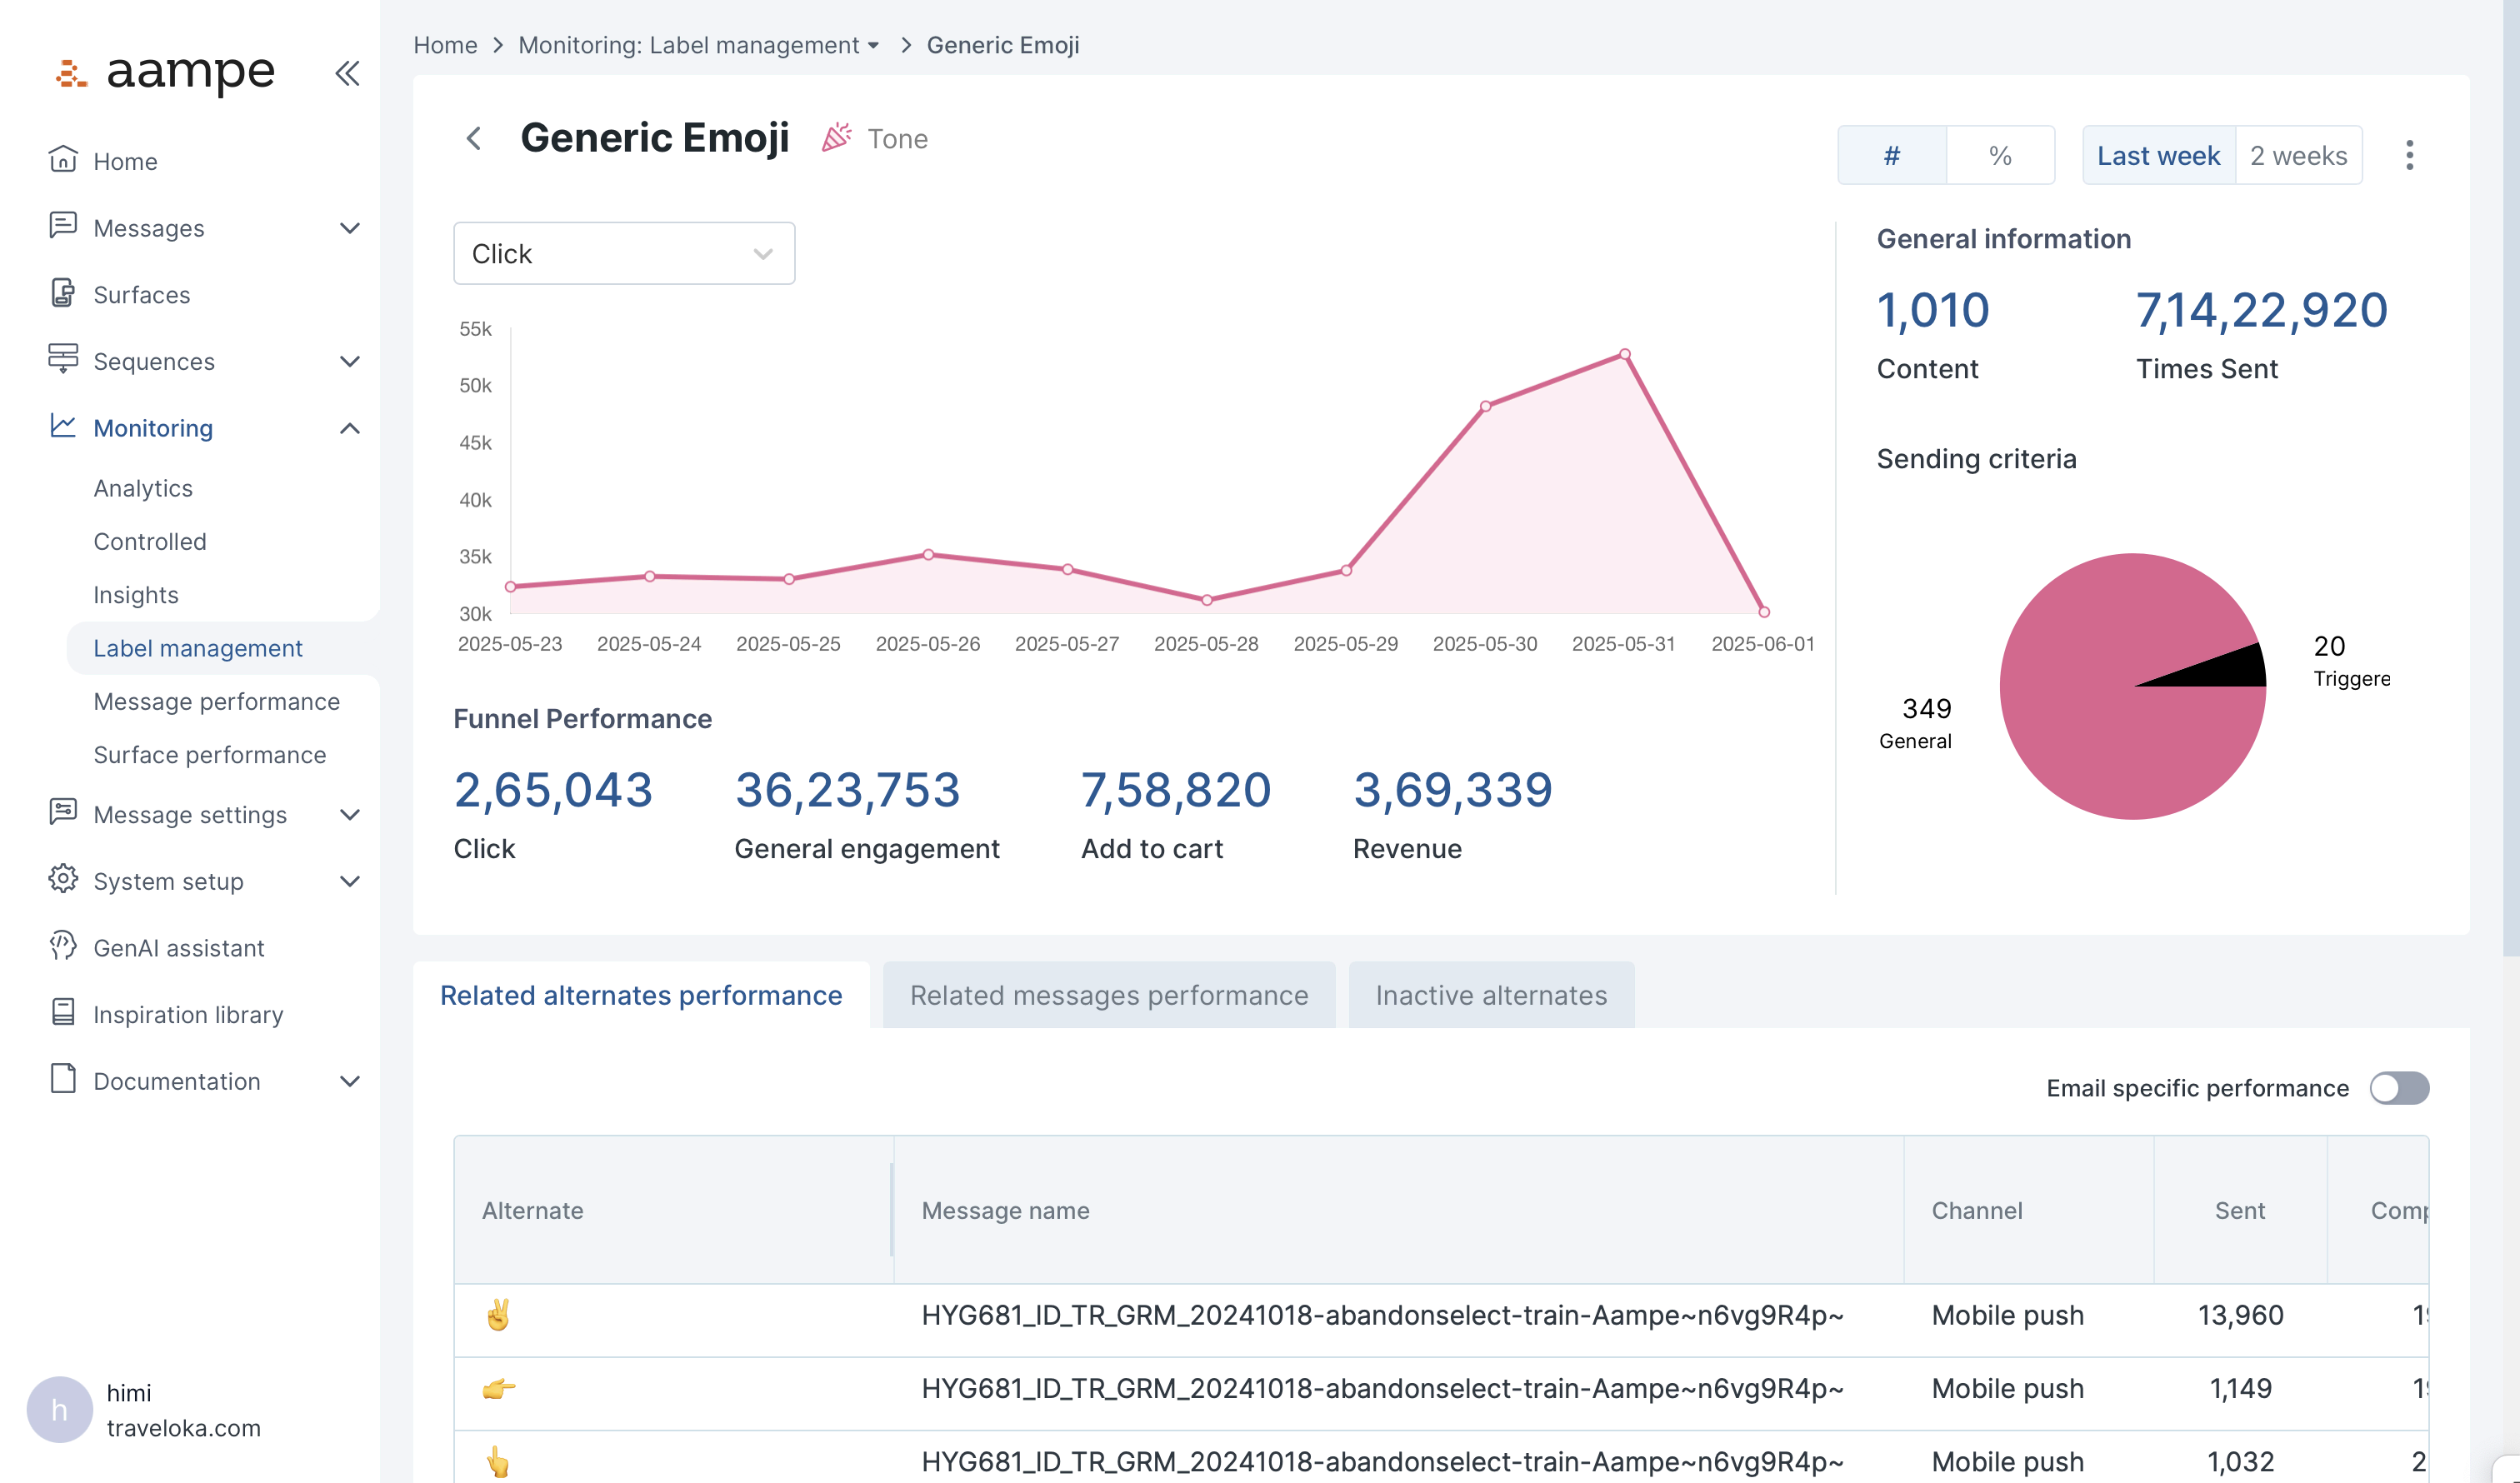 aampe
Home
Messages
Surfaces
Sequences
Monitoring
Analytics
Controlled
Insights
Label management
Message performance
Surface performance
Message settings
System setup
GenAI assistant
Inspiration library
Documentation
h
himi
traveloka.com
Home > Monitoring: Label management > Generic Emoji
Generic Emoji Tone
# % Last week 2 weeks
Click
55k
50k
45k
40k
35k
30k
2025-05-23 2025-05-24 2025-05-25 2025-05-26 2025-05-27 2025-05-28 2025-05-29 2025-05-30 2025-05-31 2025-06-01
Funnel Performance
2,65,043 36,23,753 7,58,820 3,69,339
Click General engagement Add to cart Revenue
General information
1,010 7,14,22,920
Content Times Sent
Sending criteria
20
Triggere
349
General
Related alternates performance Related messages performance Inactive alternates
Email specific performance
Alternate Message name Channel Sent
✌️ HYG681_ID_TR_GRM_20241018-abandonselect-train-Aampe~n6vg9R4p~ Mobile push 13,960
👉 HYG681_ID_TR_GRM_20241018-abandonselect-train-Aampe~n6vg9R4p~ Mobile push 1,149
👆 HYG681_ID_TR_GRM_20241018-abandonselect-train-Aampe~n6vg9R4p~ Mobile push 1,032